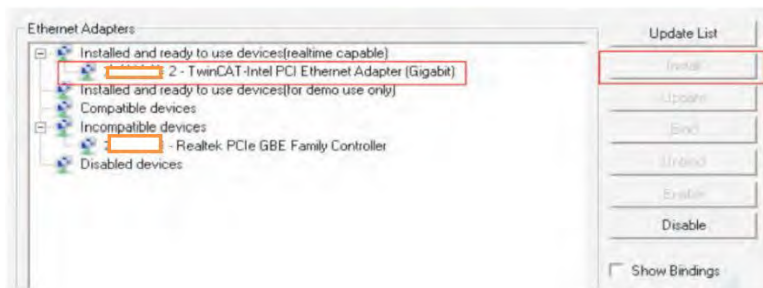 Ethernet Adapters
Installed and ready to use devices(realtime capable)
2 - TwinCAT-Intel PCI Ethernet Adapter (Gigabit)
Installed and ready to use devices(for demo use only)
Compatible devices
Incompatible devices
- Realtek PCIe GBE Family Controller
Disabled devices
Update List
Install
Update
Bind
Unbind
Enable
Disable
Show Bindings